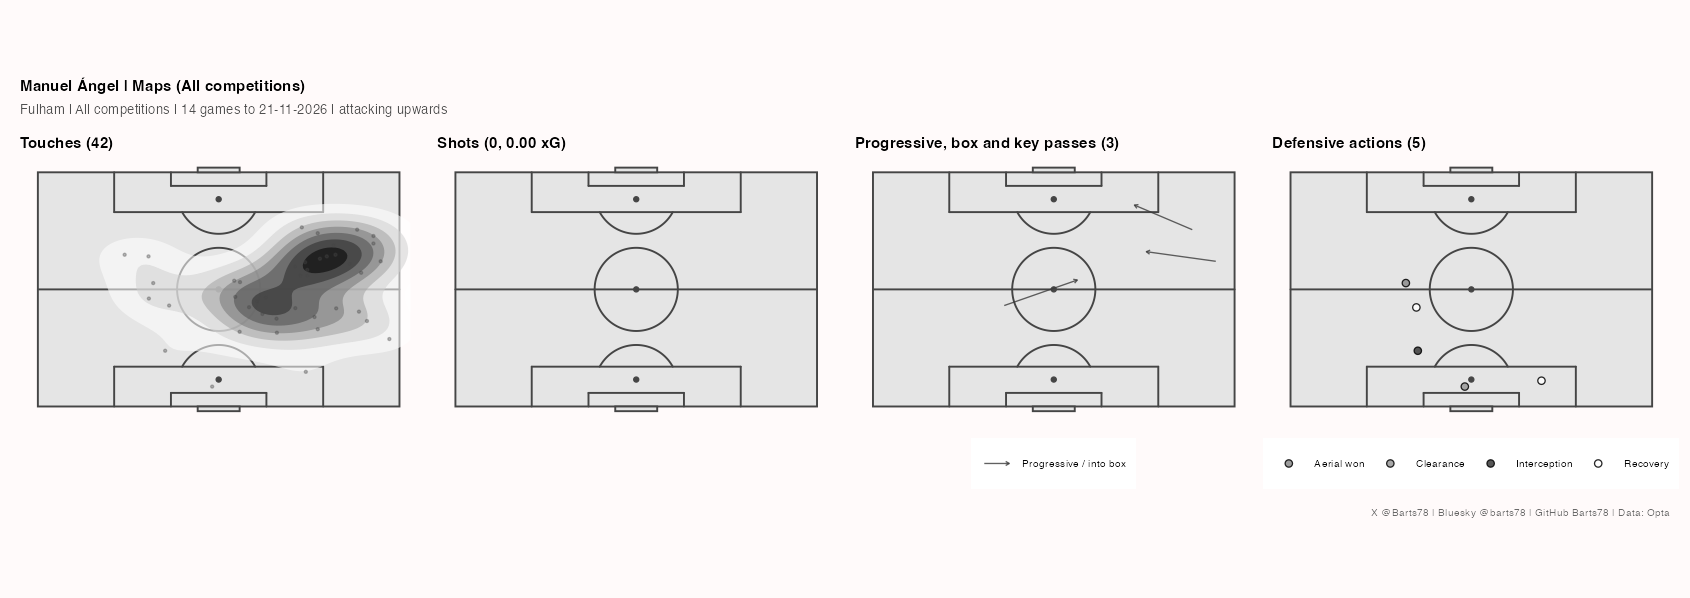 Manuel Ángel | Maps (All competitions)
Fulham | All competitions | 14 games to 21-11-2026 | attacking upwards
Touches (42)
Shots (0, 0.00 xG)
Progressive, box and key passes (3)
Defensive actions (5)
Progressive / into box
Aerial won
Clearance
Interception
Recovery
X @Barts78 | Bluesky @barts78 | GitHub Barts78 | Data: Opta